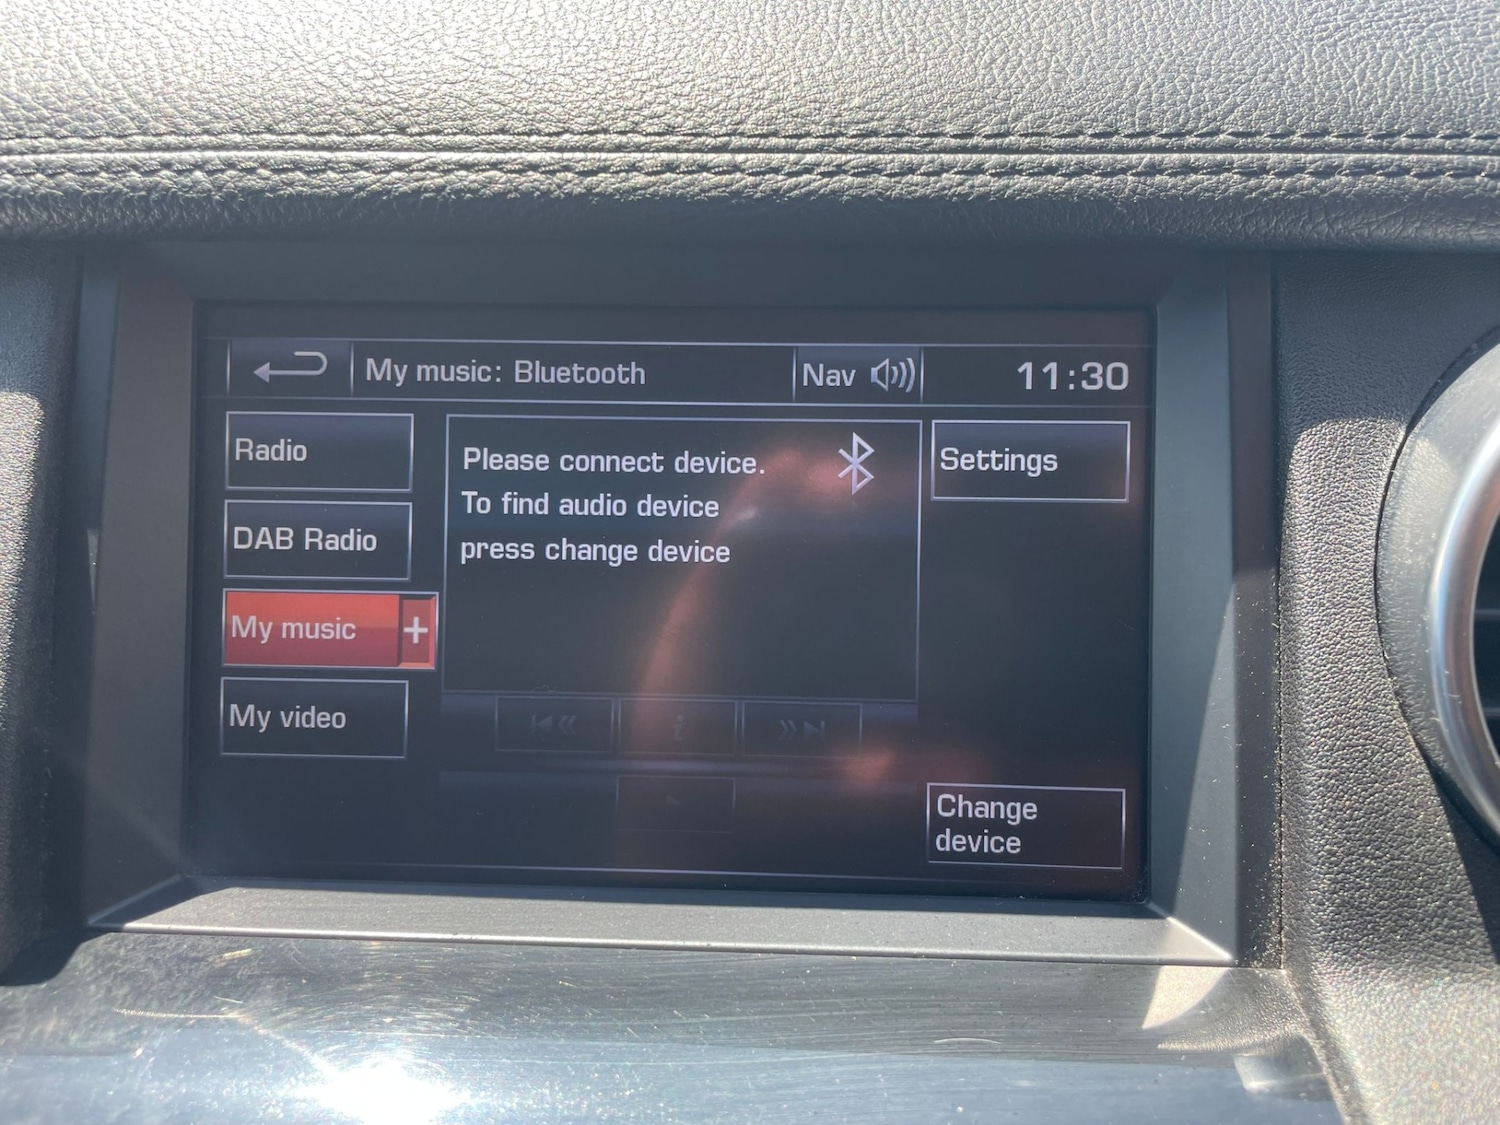 My music: Bluetooth
Nav
11:30
Radio
DAB Radio
My music +
My video
Please connect device.
To find audio device
press change device
Settings
i
Change
device